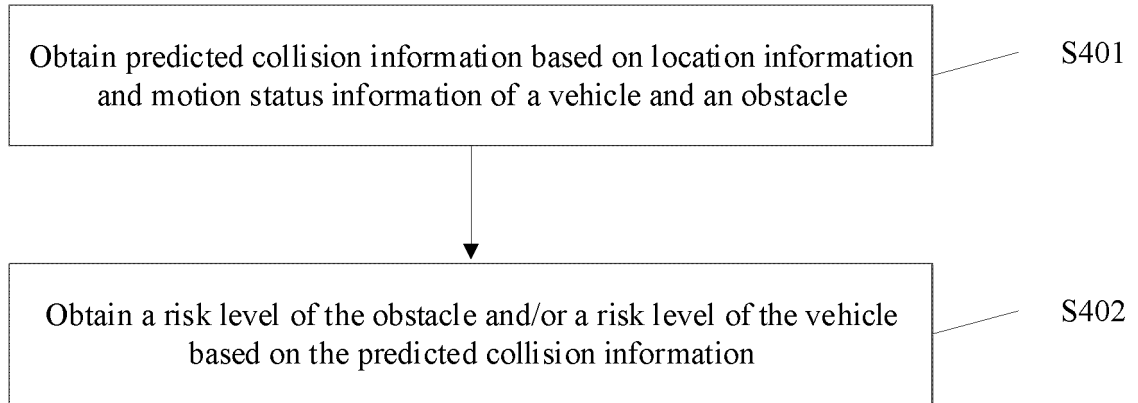 Obtain predicted collision information based on location information
and motion status information of a vehicle and an obstacle
S401
Obtain a risk level of the obstacle and/or a risk level of the vehicle
based on the predicted collision information
S402